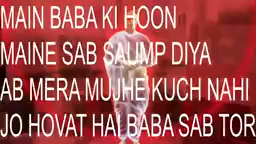 MAIN BABA KI HOON
MAINE SAB SAUMP DIYA
AB MERA MUJHE KUCH NAHI
JO HOVAT HAI BABA SAB TOR